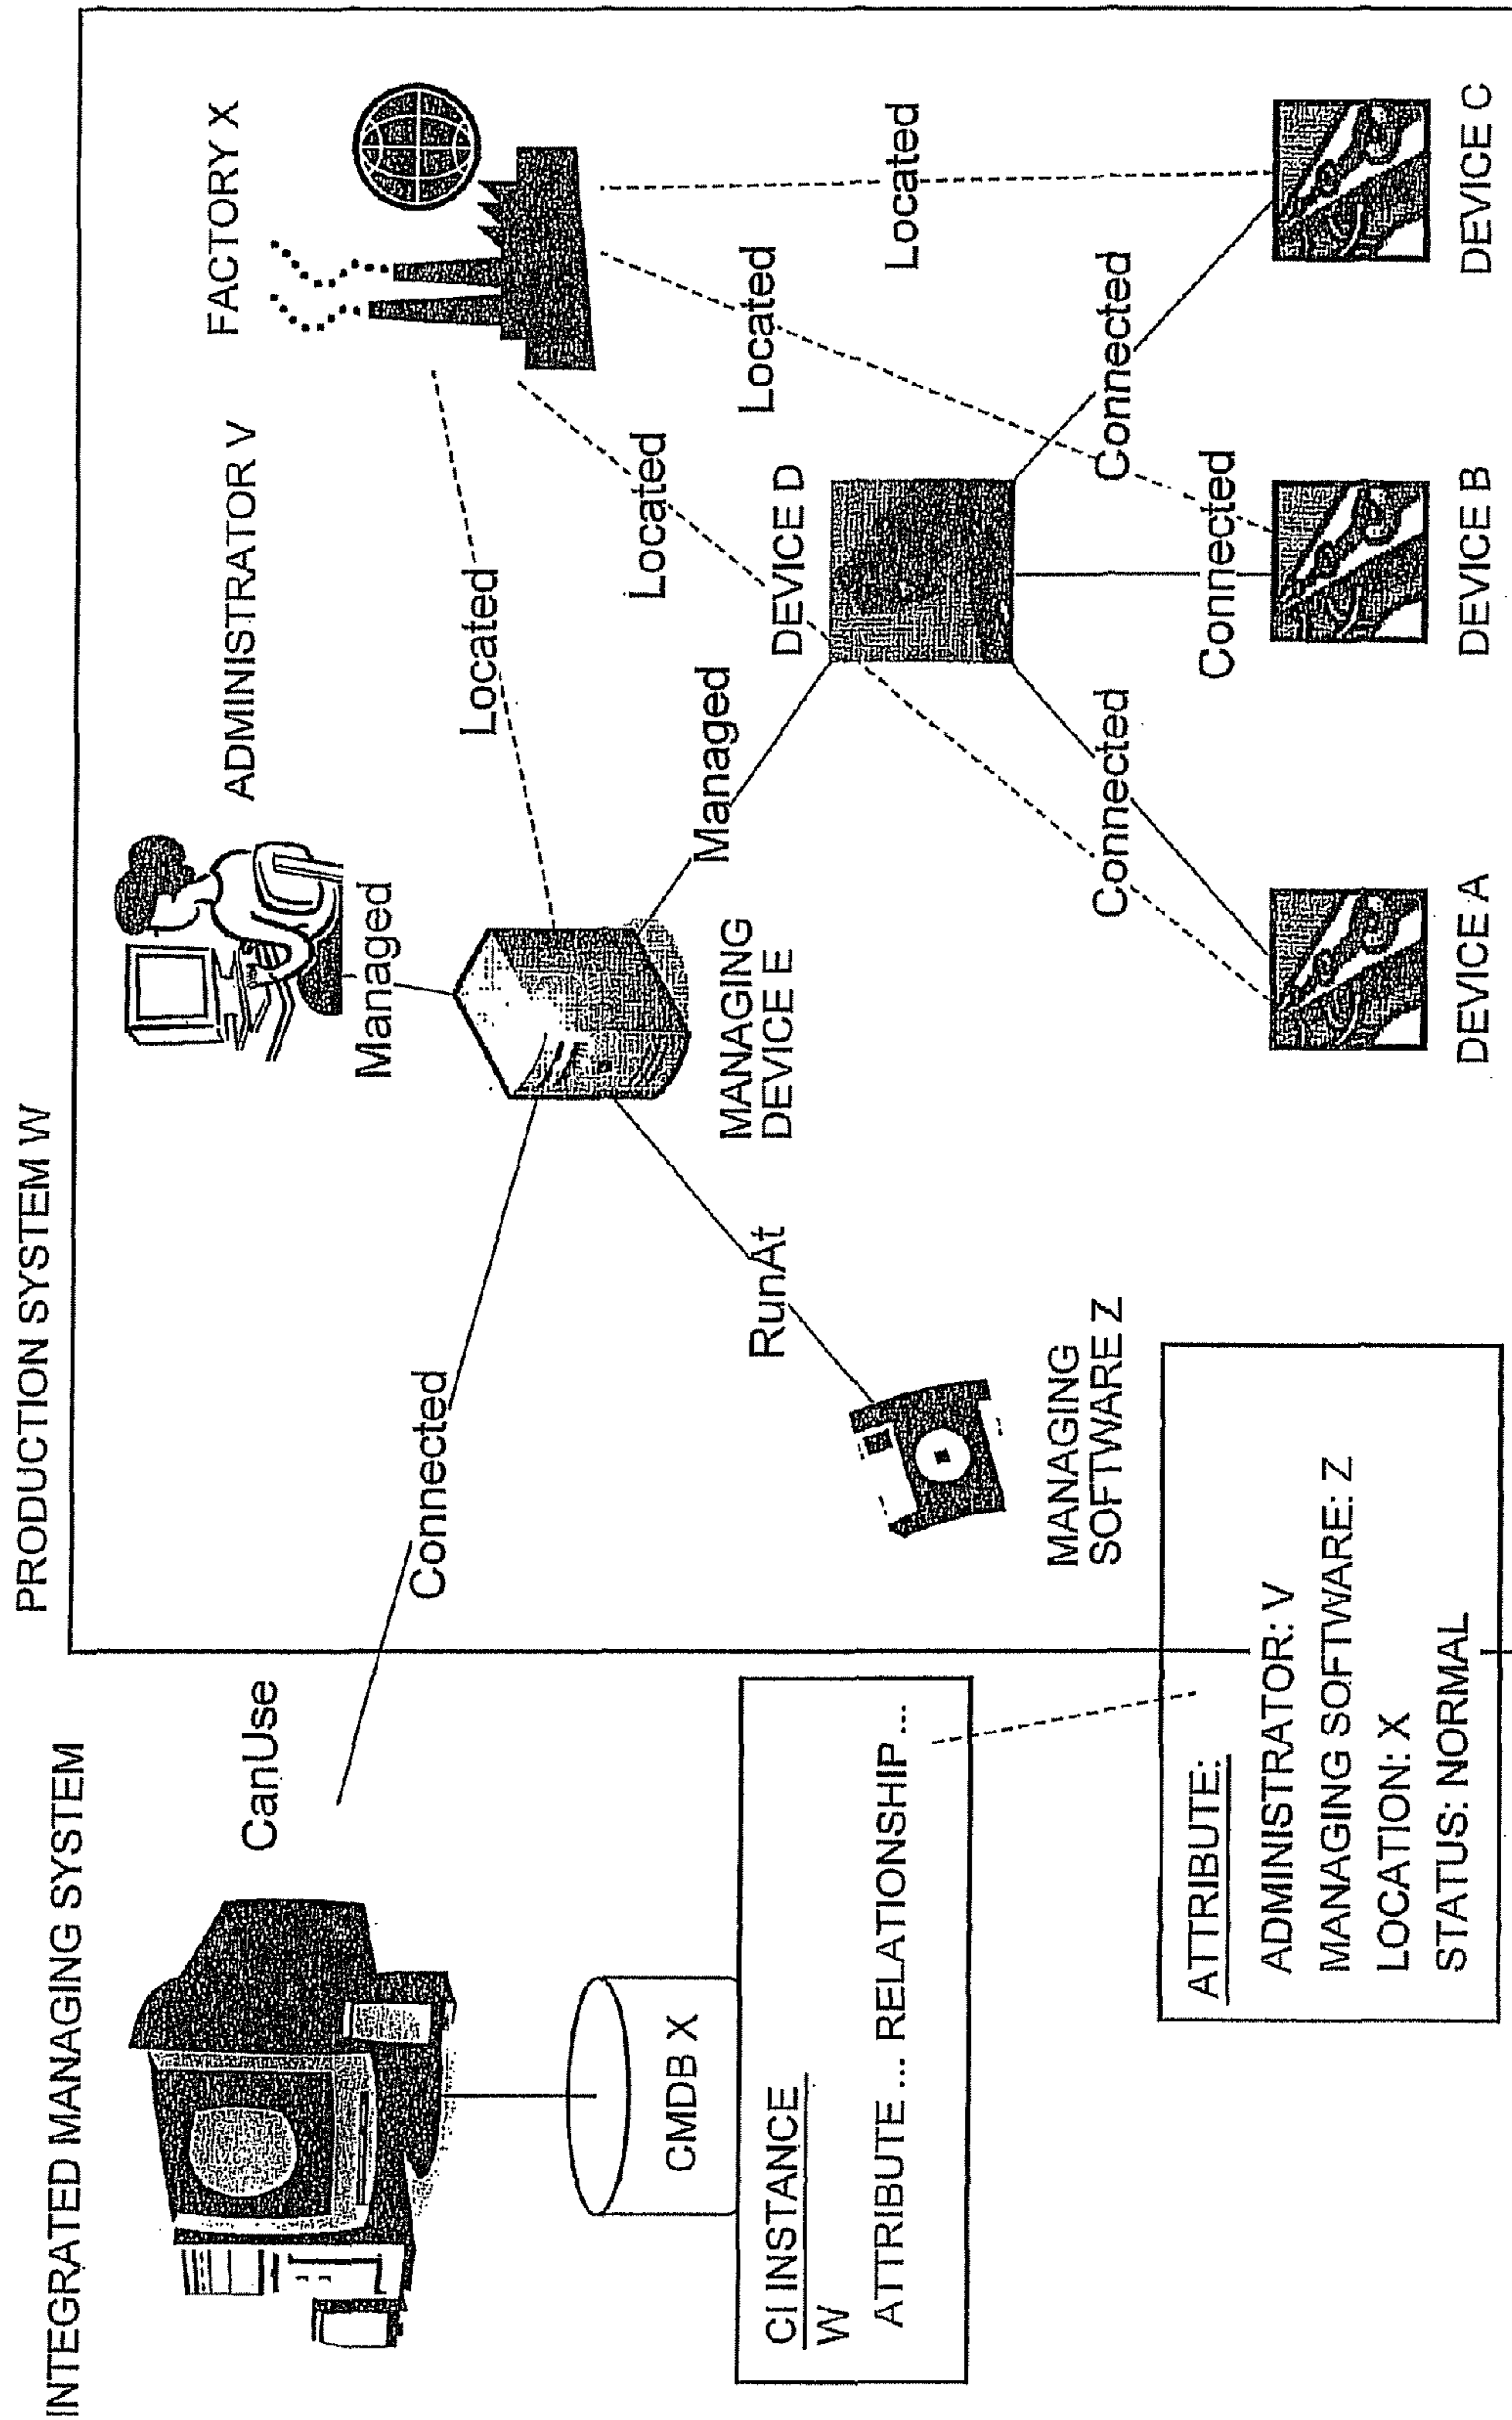 INTEGRATED MANAGING SYSTEM
PRODUCTION SYSTEM W
CanUse
Connected
Managed
ADMINISTRATOR V
FACTORY X
Located
Located
Located
Located
MANAGING
DEVICE E
Managed
DEVICE D
RunAt
MANAGING
SOFTWARE Z
Connected
Connected
Connected
DEVICE A
DEVICE B
DEVICE C
CMDB X
CI INSTANCE
W
ATTRIBUTE ... RELATIONSHIP ...
ATTRIBUTE:
ADMINISTRATOR: V
MANAGING SOFTWARE: Z
LOCATION: X
STATUS: NORMAL